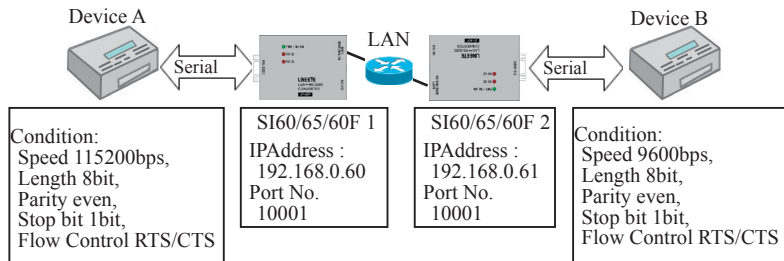 Device A
Device B
LAN
Serial
Serial
LINEEYE
LINEEYE
SI60/65/60F 1
IPAddress :
192.168.0.60
Port No.
10001
SI60/65/60F 2
IPAddress :
192.168.0.61
Port No.
10001
Condition:
Speed 115200bps,
Length 8bit,
Parity even,
Stop bit 1bit,
Flow Control RTS/CTS
Condition:
Speed 9600bps,
Length 8bit,
Parity even,
Stop bit 1bit,
Flow Control RTS/CTS